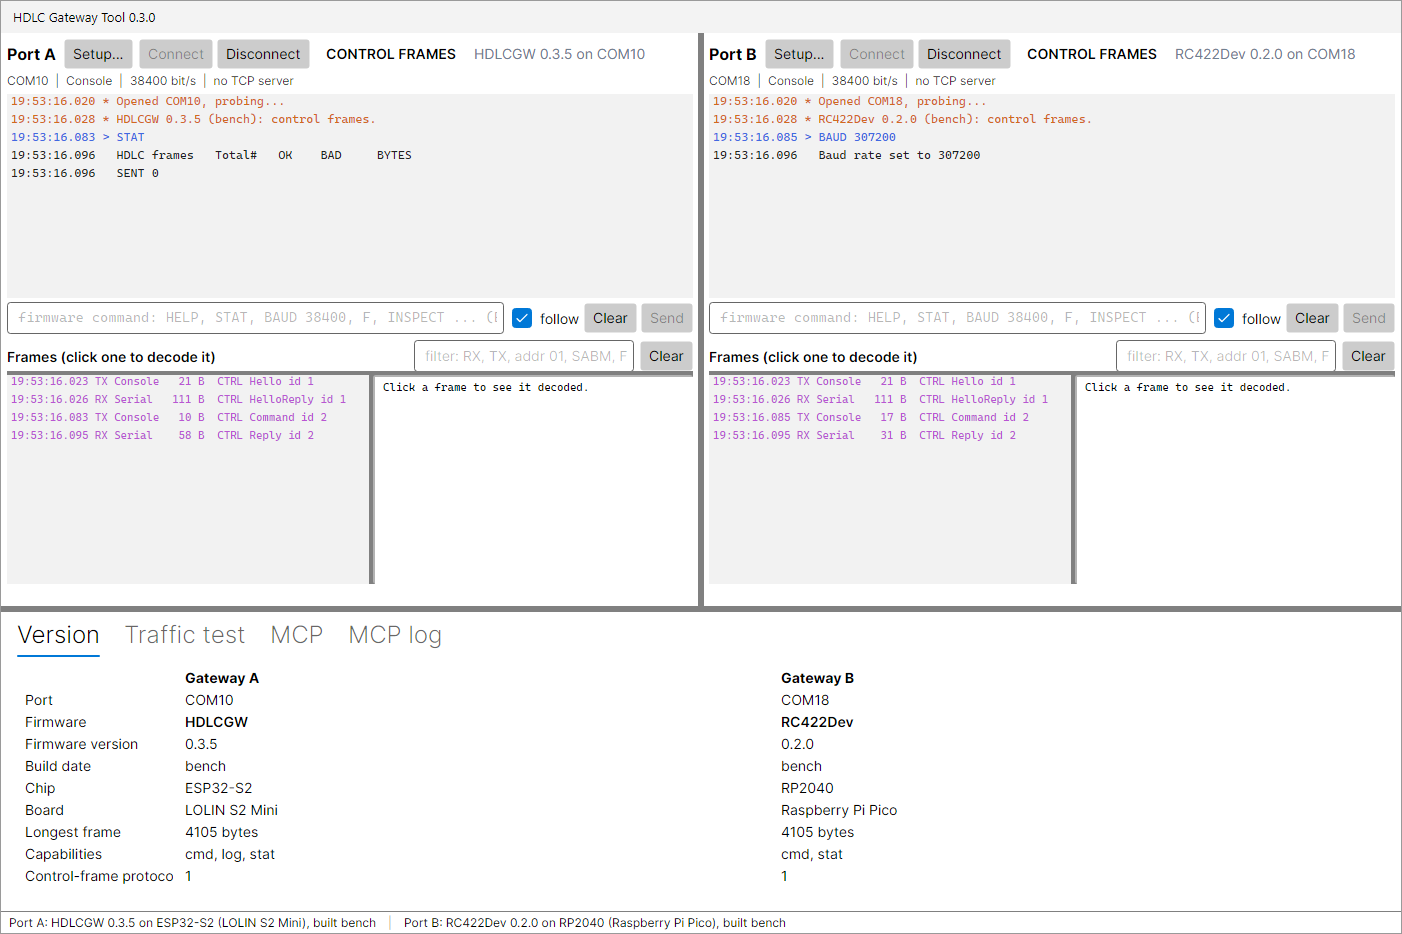 HDLC Gateway Tool 0.3.0
Port A Setup... Connect Disconnect CONTROL FRAMES HDLCGW 0.3.5 on COM10
COM10 | Console | 38400 bit/s | no TCP server
19:53:16.020 * Opened COM10, probing...
19:53:16.028 * HDLCGW 0.3.5 (bench): control frames.
19:53:16.083 > STAT
19:53:16.096 HDLC frames Total# OK BAD BYTES
19:53:16.096 SENT 0
firmware command: HELP, STAT, BAUD 38400, F, INSPECT ... (E
follow Clear Send
Frames (click one to decode it) filter: RX, TX, addr 01, SABM, F Clear
19:53:16.023 TX Console 21 B CTRL Hello id 1
19:53:16.026 RX Serial 111 B CTRL HelloReply id 1
19:53:16.083 TX Console 10 B CTRL Command id 2
19:53:16.095 RX Serial 58 B CTRL Reply id 2
Click a frame to see it decoded.
Port B Setup... Connect Disconnect CONTROL FRAMES RC422Dev 0.2.0 on COM18
COM18 | Console | 38400 bit/s | no TCP server
19:53:16.020 * Opened COM18, probing...
19:53:16.028 * RC422Dev 0.2.0 (bench): control frames.
19:53:16.085 > BAUD 307200
19:53:16.096 Baud rate set to 307200
firmware command: HELP, STAT, BAUD 38400, F, INSPECT ... (E
follow Clear Send
Frames (click one to decode it) filter: RX, TX, addr 01, SABM, F Clear
19:53:16.023 TX Console 21 B CTRL Hello id 1
19:53:16.026 RX Serial 111 B CTRL HelloReply id 1
19:53:16.085 TX Console 17 B CTRL Command id 2
19:53:16.095 RX Serial 31 B CTRL Reply id 2
Click a frame to see it decoded.
Version Traffic test MCP MCP log
Gateway A Gateway B
Port COM10 COM18
Firmware HDLCGW RC422Dev
Firmware version 0.3.5 0.2.0
Build date bench bench
Chip ESP32-S2 RP2040
Board LOLIN S2 Mini Raspberry Pi Pico
Longest frame 4105 bytes 4105 bytes
Capabilities cmd, log, stat cmd, stat
Control-frame protoco 1 1
Port A: HDLCGW 0.3.5 on ESP32-S2 (LOLIN S2 Mini), built bench | Port B: RC422Dev 0.2.0 on RP2040 (Raspberry Pi Pico), built bench